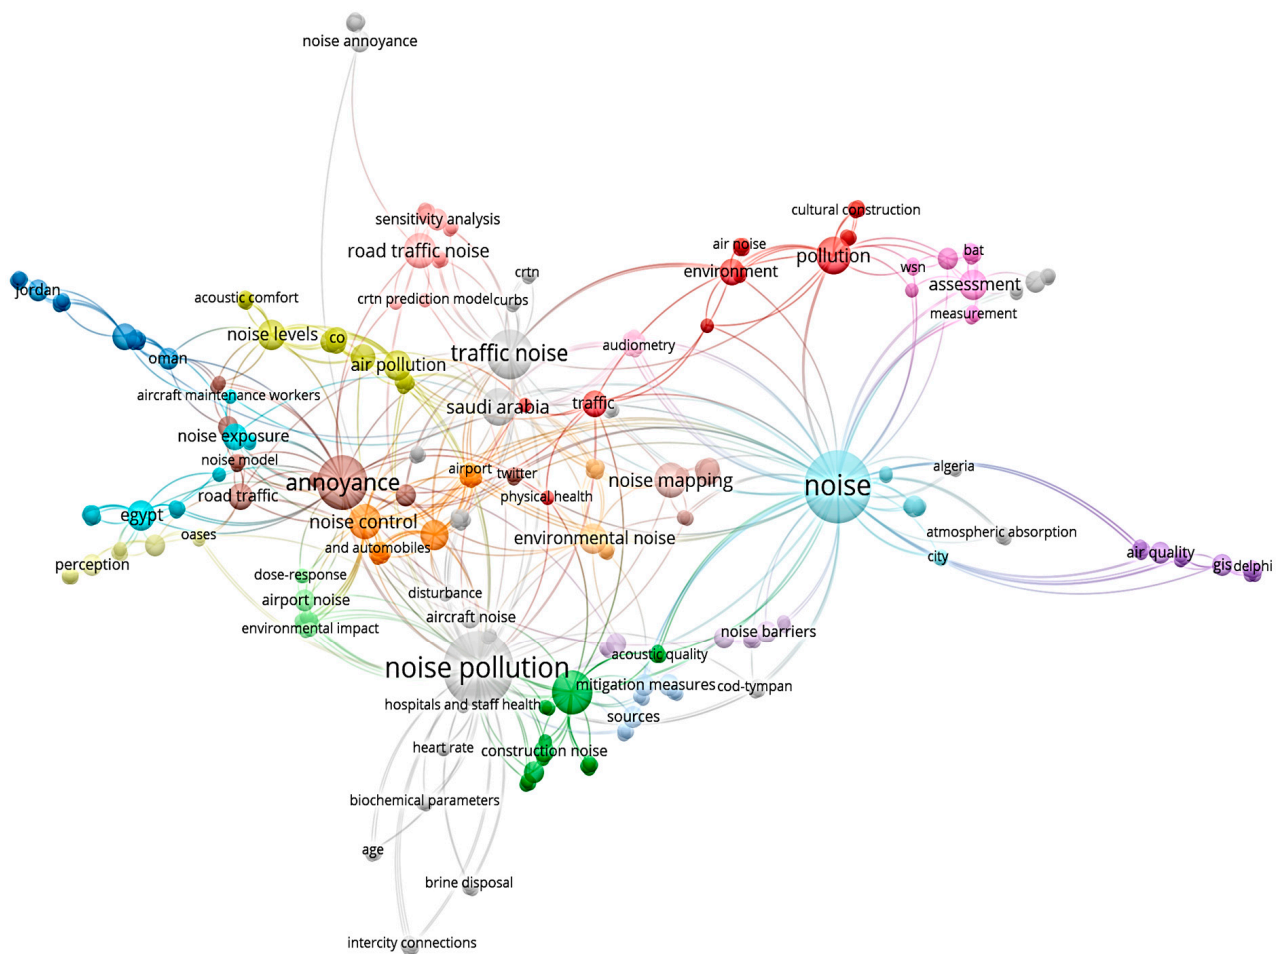 noise annoyance
cultural construction
sensitivity analysis
road traffic noise
air noise
pollution
bat
wsn
environment
crtn
assessment
jordan
acoustic comfort
crtn prediction model
curbs
measurement
noise levels
co
traffic noise
audiometry
oman
air pollution
aircraft maintenance workers
saudi arabia
traffic
noise exposure
noise model
airport
twitter
algeria
annoyance
noise mapping
noise
road traffic
physical health
egypt
noise control
oases
and automobiles
environmental noise
atmospheric absorption
city
air quality
perception
gis
delphi
dose-response
disturbance
airport noise
aircraft noise
environmental impact
noise barriers
acoustic quality
noise pollution
mitigation measures
cod-tympan
hospitals and staff health
sources
heart rate
construction noise
biochemical parameters
age
brine disposal
intercity connections